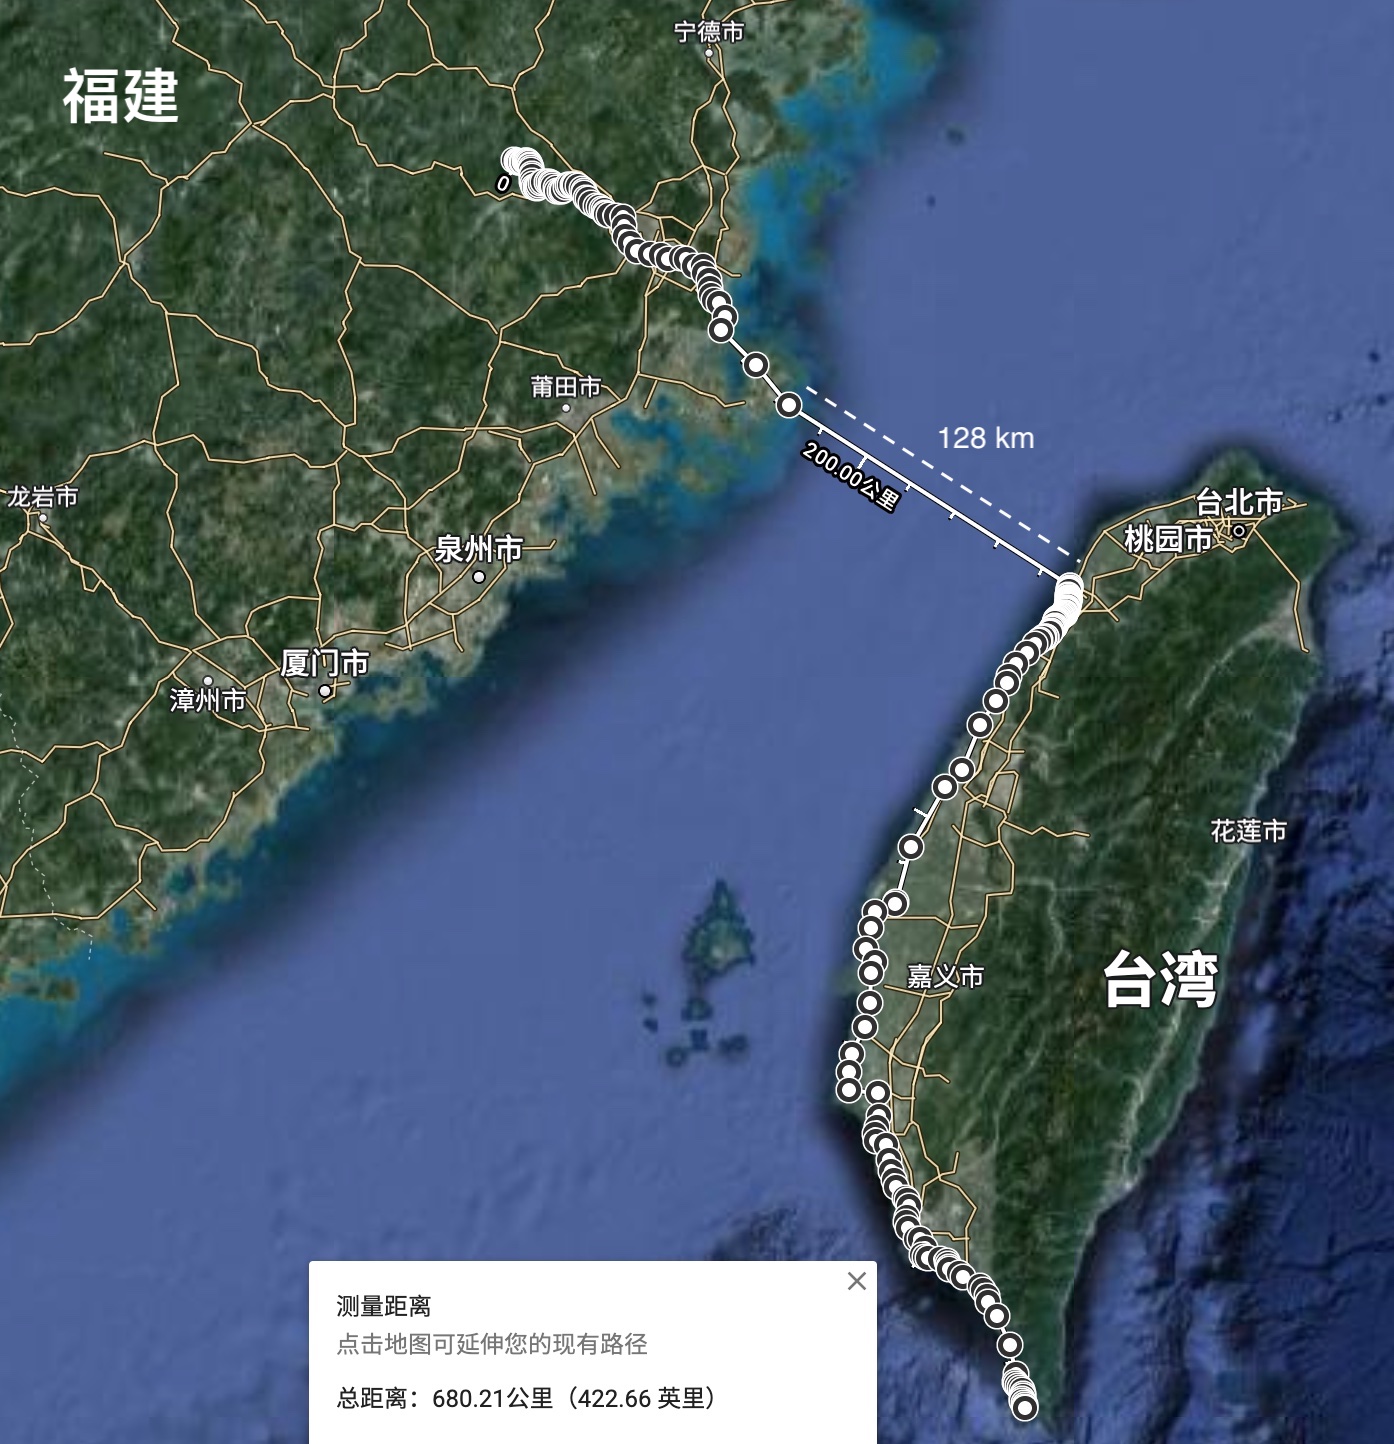 宁德市
福建
0
莆田市
128 km
200.00公里
龙岩市
台北市
桃园市
泉州市
厦门市
漳州市
花莲市
嘉义市
台湾
测量距离
点击地图可延伸您的现有路径
总距离：680.21公里（422.66 英里）